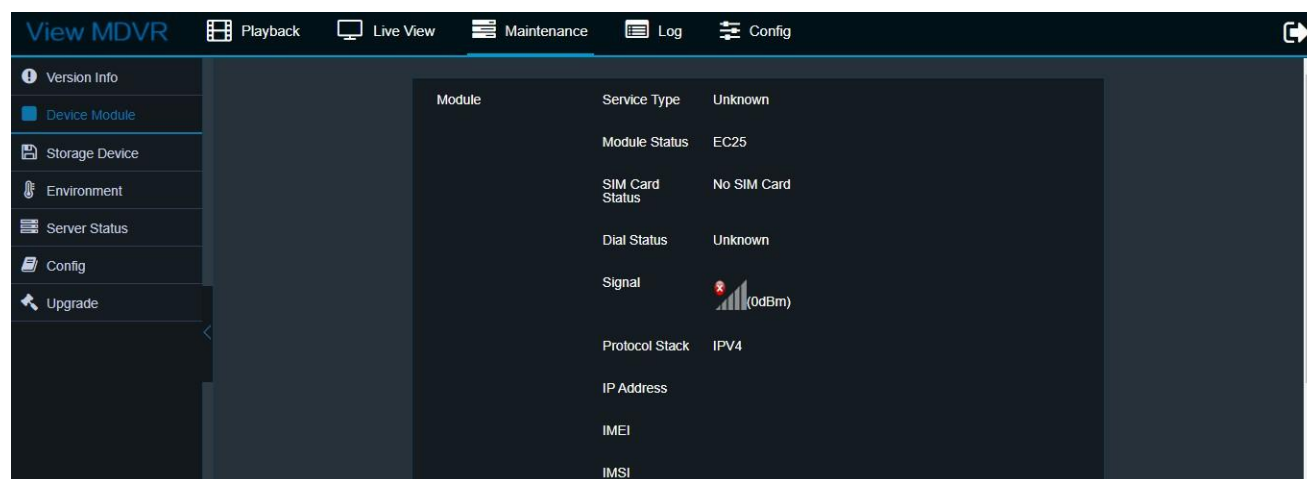 View MDVR Playback Live View Maintenance Log Config
Version Info
Device Module
Storage Device
Environment
Server Status
Config
Upgrade
Module Service Type Unknown
Module Status EC25
SIM Card
Status
No SIM Card
Dial Status Unknown
Signal (0dBm)
Protocol Stack IPV4
IP Address
IMEI
IMSI